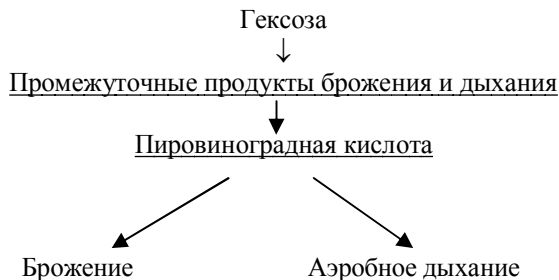 Гексоза
Промежуточные продукты брожения и дыхания
Пировиноградная кислота
Брожение Аэробное дыхание